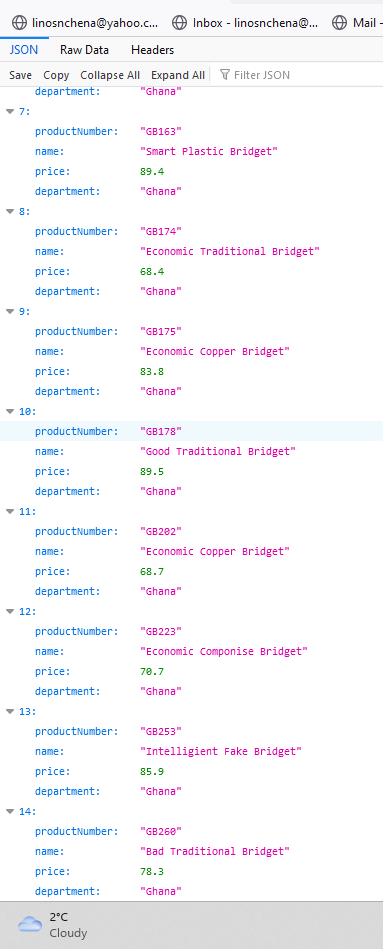 linosnchena@yahoo.c... Inbox - linosnchena@... Mail -
JSON Raw Data Headers
Save Copy Collapse All Expand All Filter JSON
department: "Ghana"
7:
productNumber: "GB163"
name: "Smart Plastic Bridget"
price: 89.4
department: "Ghana"
8:
productNumber: "GB174"
name: "Economic Traditional Bridget"
price: 68.4
department: "Ghana"
9:
productNumber: "GB175"
name: "Economic Copper Bridget"
price: 83.8
department: "Ghana"
10:
productNumber: "GB178"
name: "Good Traditional Bridget"
price: 89.5
department: "Ghana"
11:
productNumber: "GB202"
name: "Economic Copper Bridget"
price: 68.7
department: "Ghana"
12:
productNumber: "GB223"
name: "Economic Componise Bridget"
price: 70.7
department: "Ghana"
13:
productNumber: "GB253"
name: "Intelligient Fake Bridget"
price: 85.9
department: "Ghana"
14:
productNumber: "GB260"
name: "Bad Traditional Bridget"
price: 78.3
department: "Ghana"
2°C
Cloudy